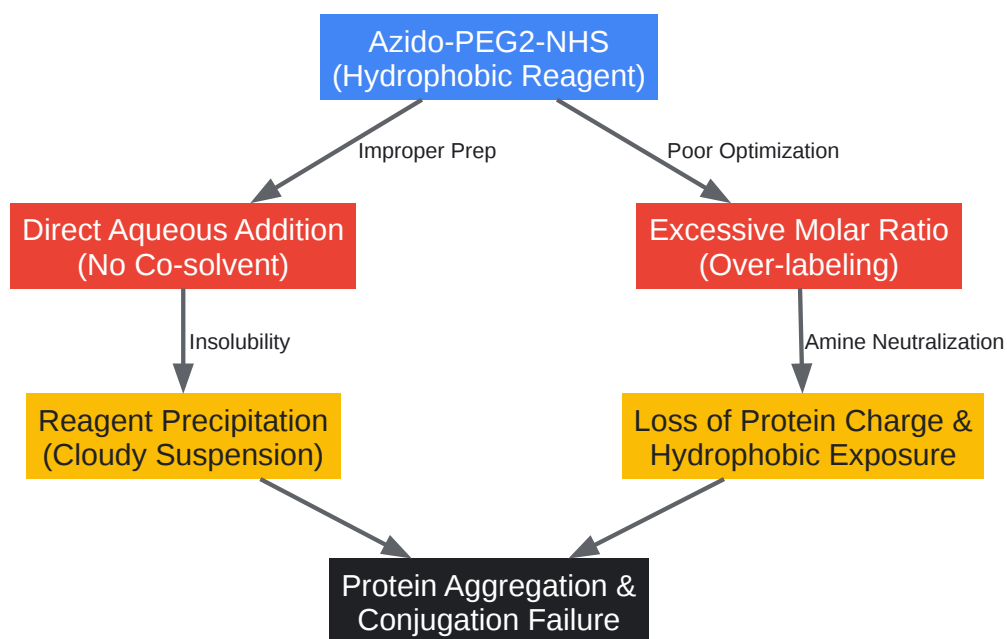 Azido-PEG2-NHS
(Hydrophobic Reagent)
Improper Prep
Poor Optimization
Direct Aqueous Addition
(No Co-solvent)
Excessive Molar Ratio
(Over-labeling)
Insolubility
Amine Neutralization
Reagent Precipitation
(Cloudy Suspension)
Loss of Protein Charge &
Hydrophobic Exposure
Protein Aggregation &
Conjugation Failure